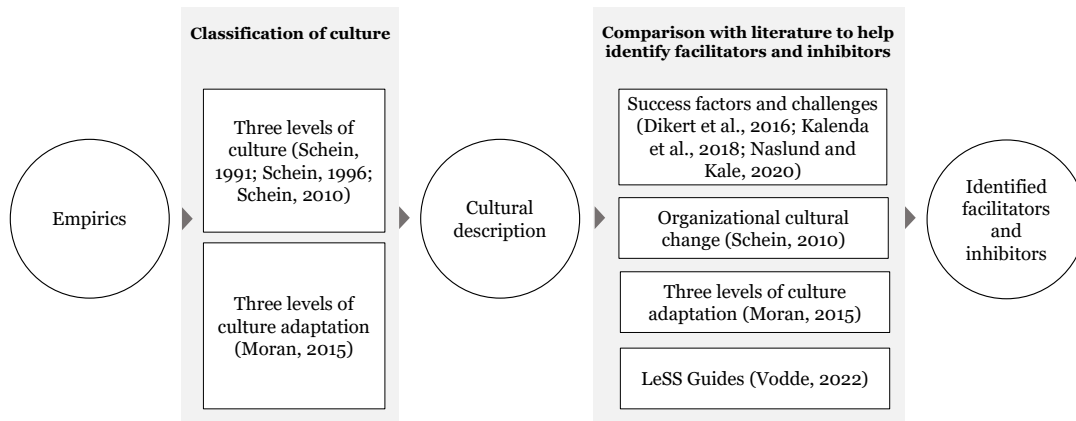 Classification of culture
Comparison with literature to help
identify facilitators and inhibitors
Empirics
Three levels of
culture (Schein,
1991; Schein, 1996;
Schein, 2010)
Three levels of
culture adaptation
(Moran, 2015)
Cultural
description
Success factors and challenges
(Dikert et al., 2016; Kalenda
et al., 2018; Naslund and
Kale, 2020)
Organizational cultural
change (Schein, 2010)
Three levels of culture
adaptation (Moran, 2015)
LeSS Guides (Vodde, 2022)
Identified
facilitators
and
inhibitors